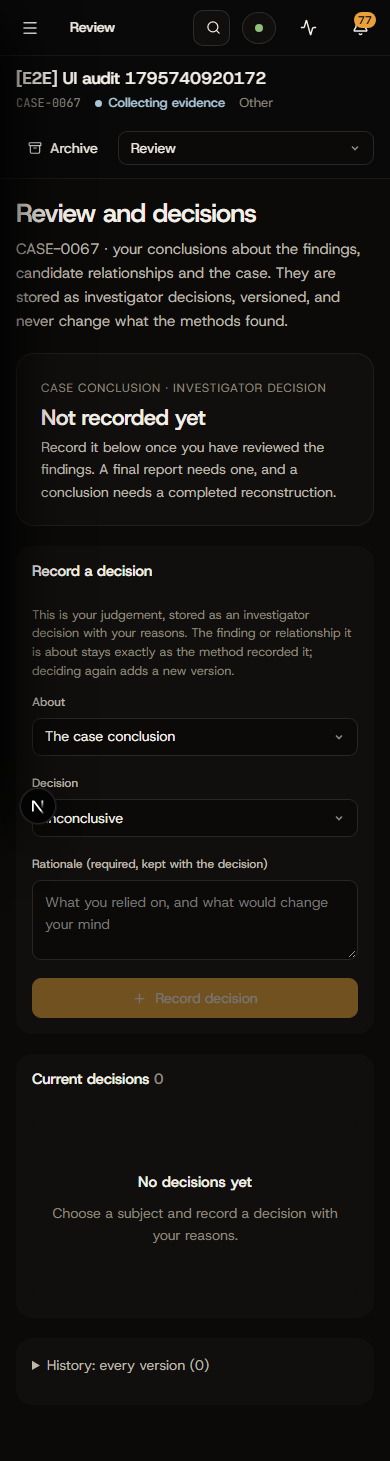 Review
77
[E2E] UI audit 1795740920172
CASE-0067 Collecting evidence Other
Archive Review
Review and decisions
CASE-0067 · your conclusions about the findings,
candidate relationships and the case. They are
stored as investigator decisions, versioned, and
never change what the methods found.
CASE CONCLUSION · INVESTIGATOR DECISION
Not recorded yet
Record it below once you have reviewed the
findings. A final report needs one, and a
conclusion needs a completed reconstruction.
Record a decision
This is your judgement, stored as an investigator
decision with your reasons. The finding or relationship it
is about stays exactly as the method recorded it;
deciding again adds a new version.
About
The case conclusion
Decision
N
Inconclusive
Rationale (required, kept with the decision)
What you relied on, and what would change
your mind
+ Record decision
Current decisions 0
No decisions yet
Choose a subject and record a decision with
your reasons.
History: every version (0)